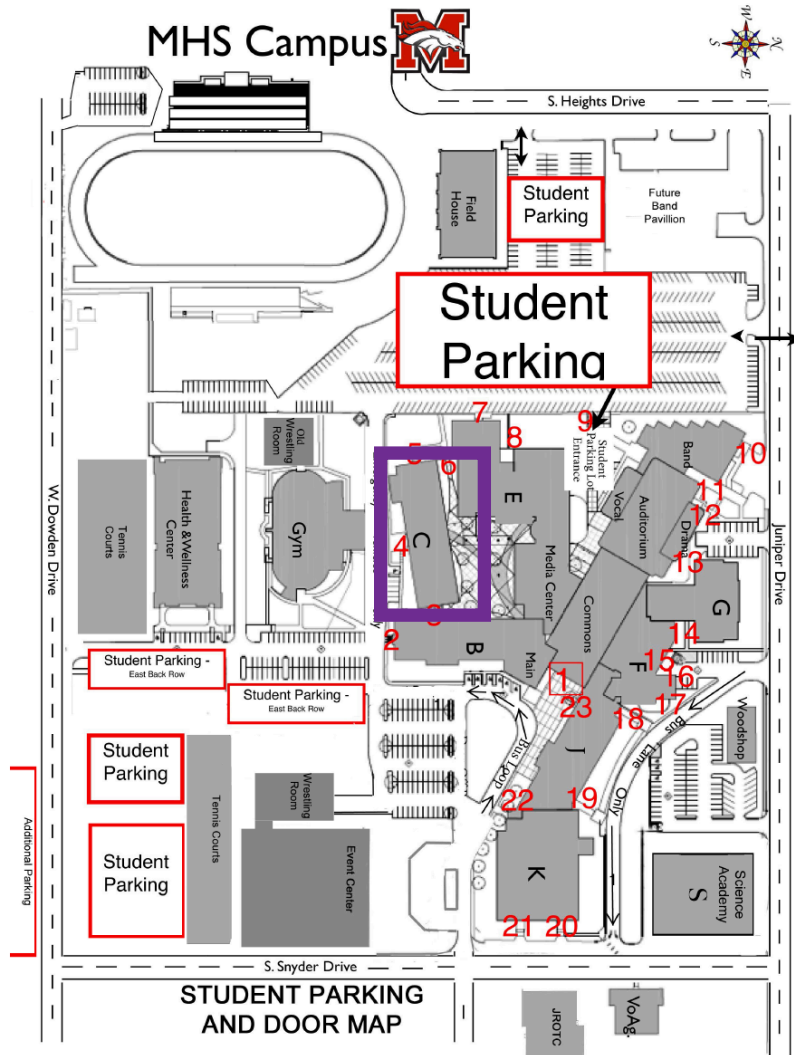 MHS Campus
M
W
N
S
E
S. Heights Drive
Field
House
Student
Parking
Future
Band
Pavillion
Student
Parking
7
8
9
Student
Parking Lot
Entrance
Old
Wrestling
Room
5
6
Band
10
11
12
W. Dowden Drive
Tennis
Courts
Health & Wellness
Center
Gym
4
C
E
Media Center
Vocal
Auditorium
Drama
13
Juniper Drive
Commons
G
3
2
B
Main
14
F
15
16
17
Student Parking -
East Back Row
Student Parking -
East Back Row
1
23
18
Bus Loop
J
Bus
Lane
Only
Woodshop
Student
Parking
Tennis Courts
Wrestling
Room
22
19
Additional Parking
Student
Parking
Event Center
K
Science
Academy
S
21
20
S. Snyder Drive
STUDENT PARKING
AND DOOR MAP
JROTC
VoAg.